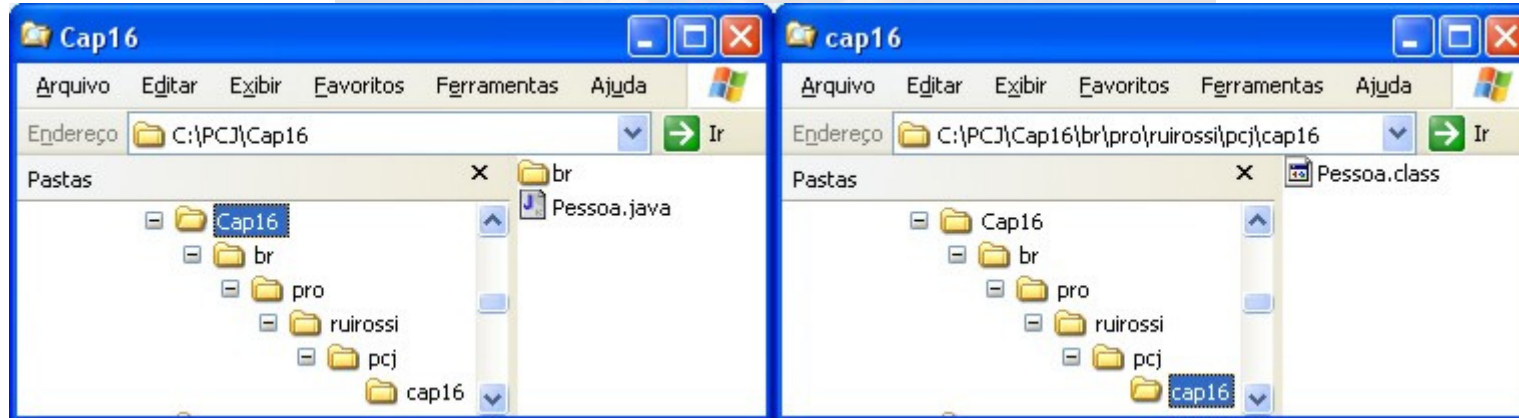 Cap16
Arquivo Editar Exibir Favoritos Ferramentas Ajuda
Endereço C:\PCJ\Cap16 Ir
Pastas
Cap16
br
pro
ruirossi
pcj
cap16
br
Pessoa.java
cap16
Arquivo Editar Exibir Favoritos Ferramentas Ajuda
Endereço C:\PCJ\Cap16\br\pro\ruirossi\pcj\cap16 Ir
Pastas
Cap16
br
pro
ruirossi
pcj
cap16
Pessoa.class